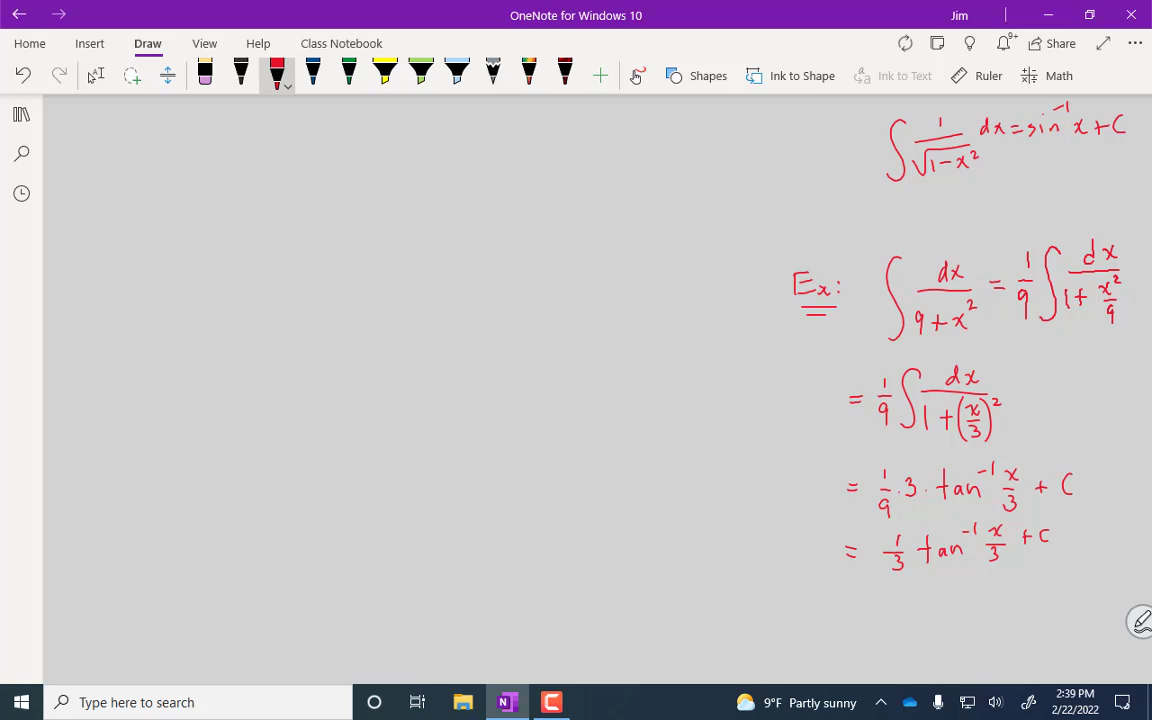 OneNote for Windows 10
Jim
Home Insert Draw View Help Class Notebook
9+
Share
Shapes Ink to Shape Ink to Text Ruler Math
∫ 1/√(1-x²) dx = sin⁻¹ x + C
Ex: ∫ dx/(9+x²) = 1/9 ∫ dx/(1+x²/9)
= 1/9 ∫ dx/(1+(x/3)²)
= 1/9 · 3 · tan⁻¹ x/3 + C
= 1/3 tan⁻¹ x/3 + C
Type here to search
9°F Partly sunny
2:39 PM
2/22/2022